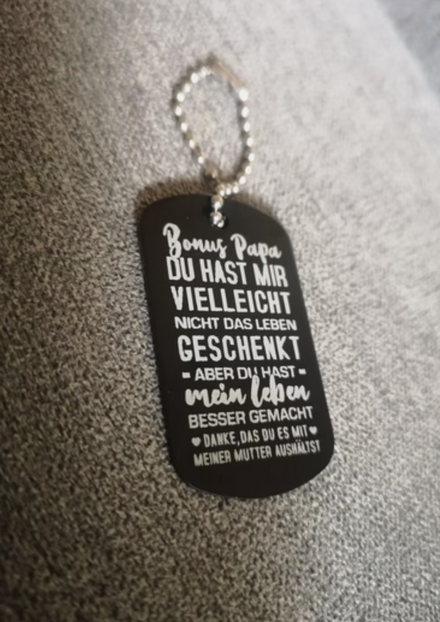 Bonus Papa
DU HAST MIR
VIELLEICHT
NICHT DAS LEBEN
GESCHENKT
- ABER DU HAST -
mein leben
BESSER GEMACHT
♥ DANKE, DAS DU ES MIT ♥
MEINER MUTTER AUSHÄLTST